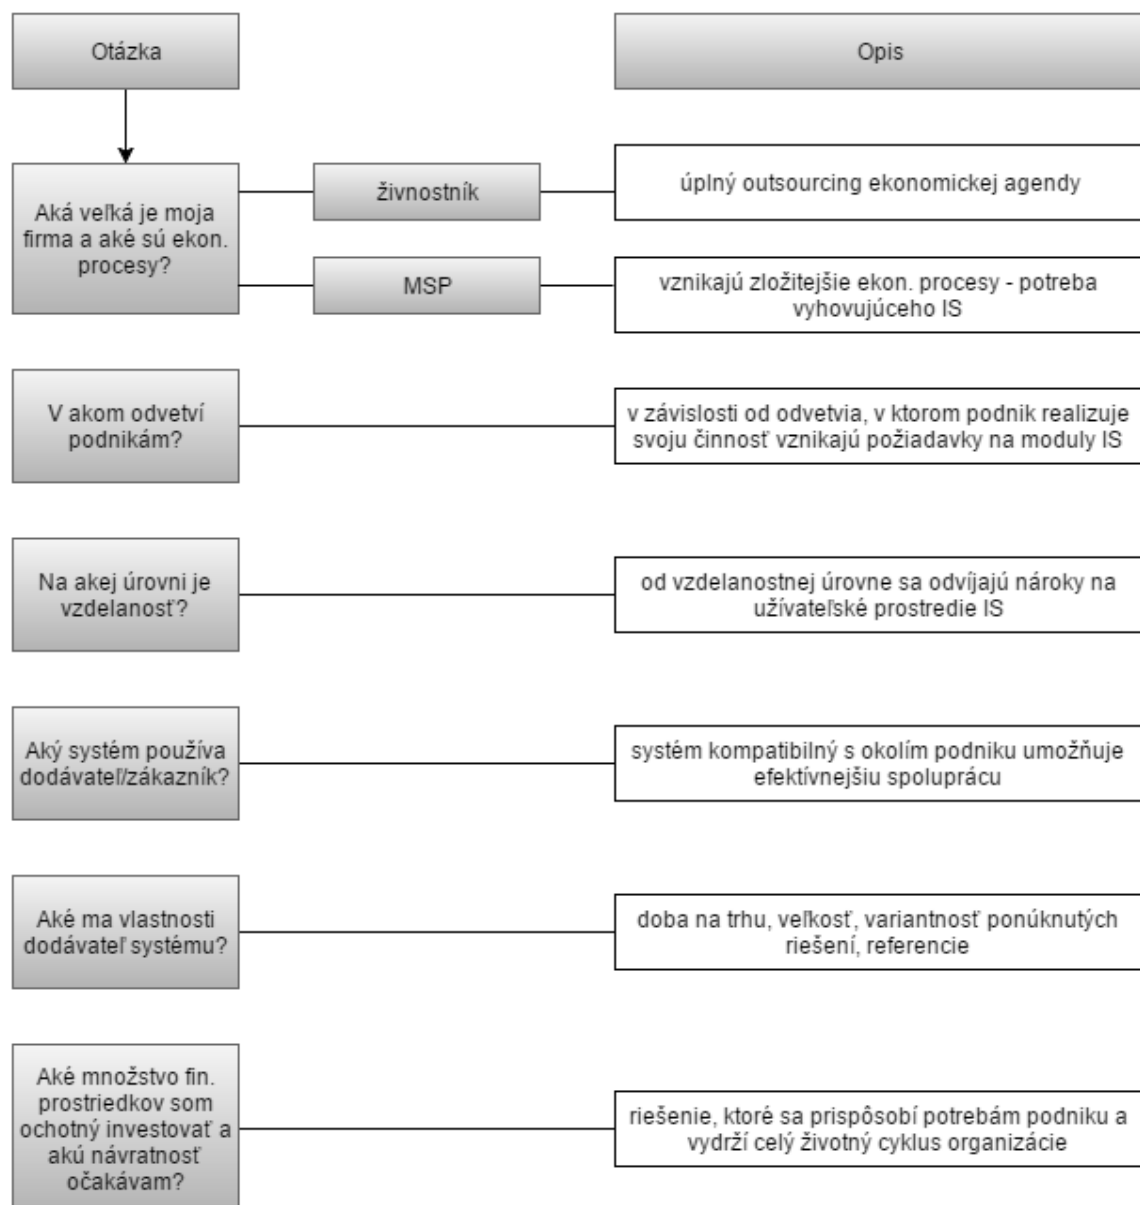 Otázka
Opis
Aká veľká je moja
firma a aké sú ekon.
procesy?
živnostník
úplný outsourcing ekonomickej agendy
MSP
vznikajú zložitejšie ekon. procesy - potreba
vyhovujúceho IS
V akom odvetví
podnikám?
v závislosti od odvetvia, v ktorom podnik realizuje
svoju činnosť vznikajú požiadavky na moduly IS
Na akej úrovni je
vzdelanosť?
od vzdelanostnej úrovne sa odvíjajú nároky na
užívateľské prostredie IS
Aký systém používa
dodávateľ/zákazník?
systém kompatibilný s okolím podniku umožňuje
efektívnejšiu spoluprácu
Aké ma vlastnosti
dodávateľ systému?
doba na trhu, veľkosť, variantnosť ponúknutých
riešení, referencie
Aké množstvo fin.
prostriedkov som
ochotný investovať a
akú návratnosť
očakávam?
riešenie, ktoré sa prispôsobí potrebám podniku a
vydrží celý životný cyklus organizácie